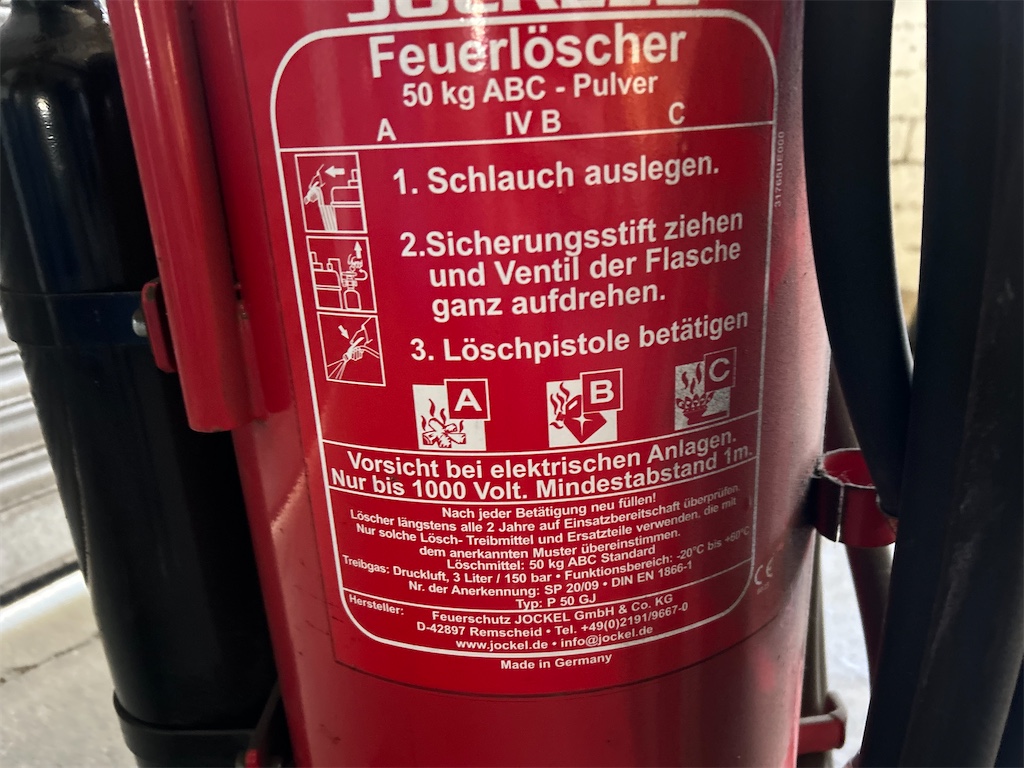 JOCKEL
Feuerlöscher
50 kg ABC - Pulver
A IV B C
1. Schlauch auslegen.
2.Sicherungsstift ziehen
und Ventil der Flasche
ganz aufdrehen.
3. Löschpistole betätigen
A B C
Vorsicht bei elektrischen Anlagen.
Nur bis 1000 Volt. Mindestabstand 1m.
Nach jeder Betätigung neu füllen!
Löscher längstens alle 2 Jahre auf Einsatzbereitschaft überprüfen.
Nur solche Lösch- Treibmittel und Ersatzteile verwenden, die mit
dem anerkannten Muster übereinstimmen.
Löschmittel: 50 kg ABC Standard
Treibgas: Druckluft, 3 Liter / 150 bar • Funktionsbereich: -20°C bis +60°C
Nr. der Anerkennung: SP 20/09 • DIN EN 1866-1
Typ: P 50 GJ
Hersteller:
Feuerschutz JOCKEL GmbH & Co. KG
D-42897 Remscheid • Tel. +49(0)2191/9667-0
www.jockel.de • info@jockel.de
Made in Germany
CE
31768UE000